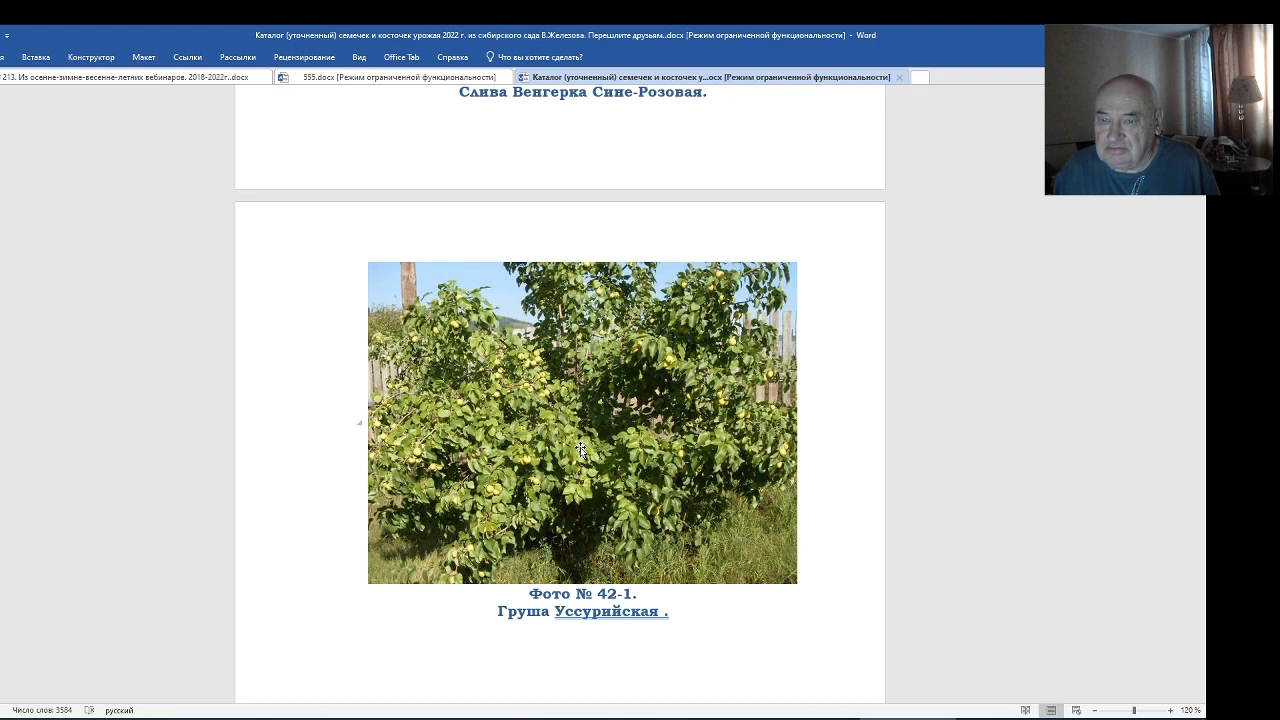 Каталог (уточненный) семечек и косточек урожая 2022 г. из сибирского сада В.Железова. Перешлите друзьям..docx [Режим ограниченной функциональности] - Word
Вставка Конструктор Макет Ссылки Рассылки Рецензирование Вид Office Tab Справка Что вы хотите сделать?
213. Из осенне-зимне-весенне-летних вебинаров. 2018-2022г..docx 555.docx [Режим ограниченной функциональности] Каталог (уточненный) семечек и косточек у...осх [Режим ограниченной функциональности]
Слива Венгерка Сине-Розовая.
Фото № 42-1.
Груша Уссурийская .
Число слов: 3584 русский 120 %